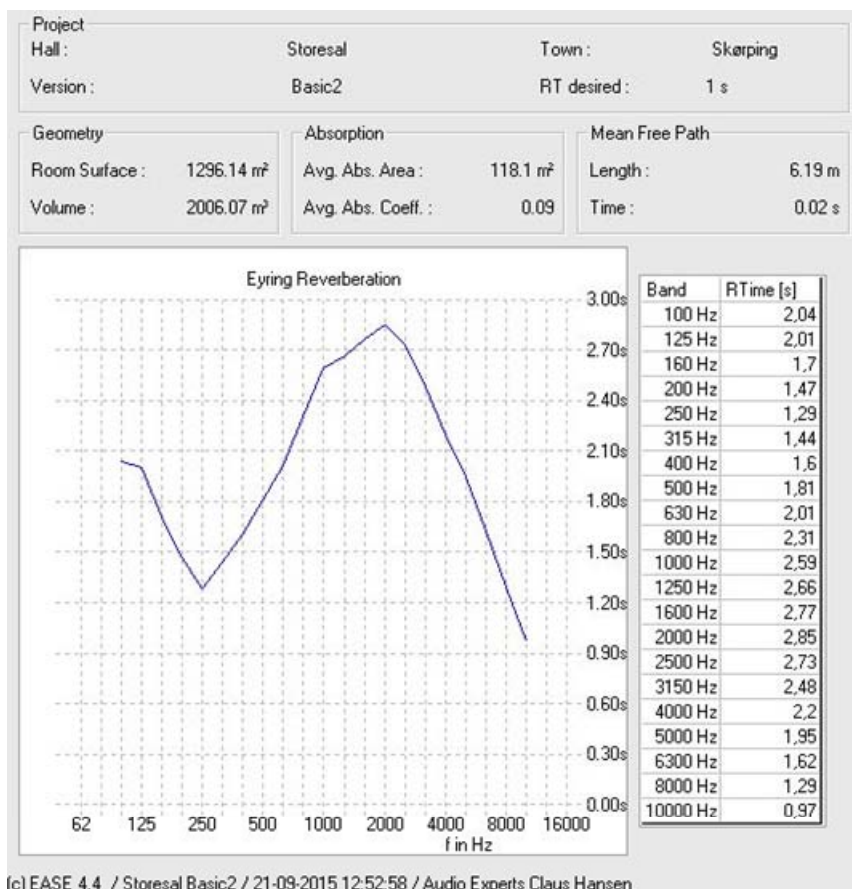 Project
Hall : Storesal Town : Skørping
Version : Basic2 RT desired : 1 s
Geometry Absorption Mean Free Path
Room Surface : 1296.14 m² Avg. Abs. Area : 118.1 m² Length : 6.19 m
Volume : 2006.07 m³ Avg. Abs. Coeff. : 0.09 Time : 0.02 s
Eyring Reverberation
3.00s
2.70s
2.40s
2.10s
1.80s
1.50s
1.20s
0.90s
0.60s
0.30s
0.00s
62 125 250 500 1000 2000 4000 8000 16000
f in Hz
Band RTime [s]
100 Hz 2,04
125 Hz 2,01
160 Hz 1,7
200 Hz 1,47
250 Hz 1,29
315 Hz 1,44
400 Hz 1,6
500 Hz 1,81
630 Hz 2,01
800 Hz 2,31
1000 Hz 2,59
1250 Hz 2,66
1600 Hz 2,77
2000 Hz 2,85
2500 Hz 2,73
3150 Hz 2,48
4000 Hz 2,2
5000 Hz 1,95
6300 Hz 1,62
8000 Hz 1,29
10000 Hz 0,97
(c) EASE 4.4 / Storesal Basic2 / 21-09-2015 12:52:58 / Audio Experts Claus Hansen